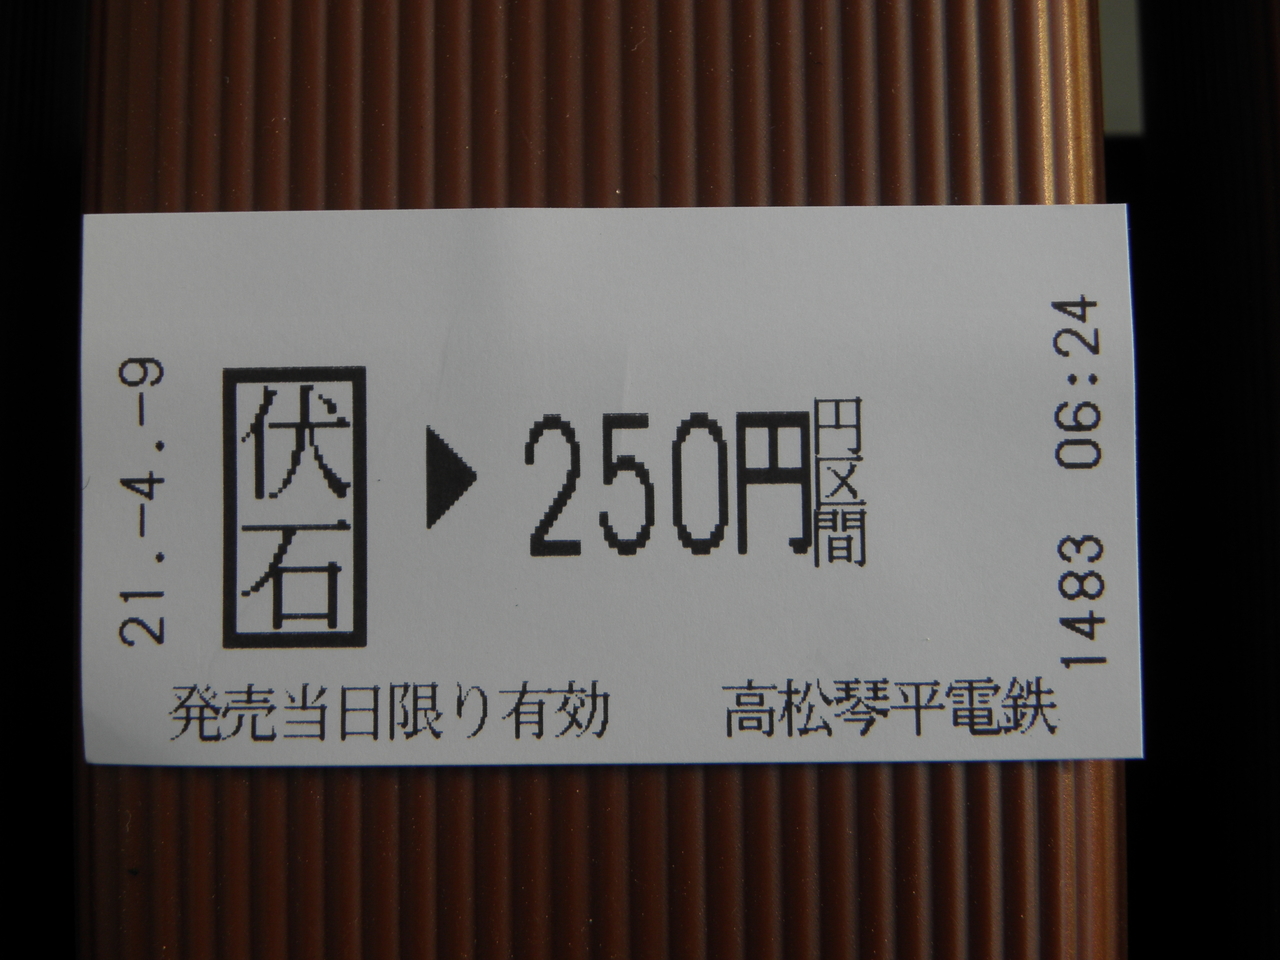 21.-4.-9
伏石
▶
250円
円区間
1483 06:24
発売当日限り有効 高松琴平電鉄